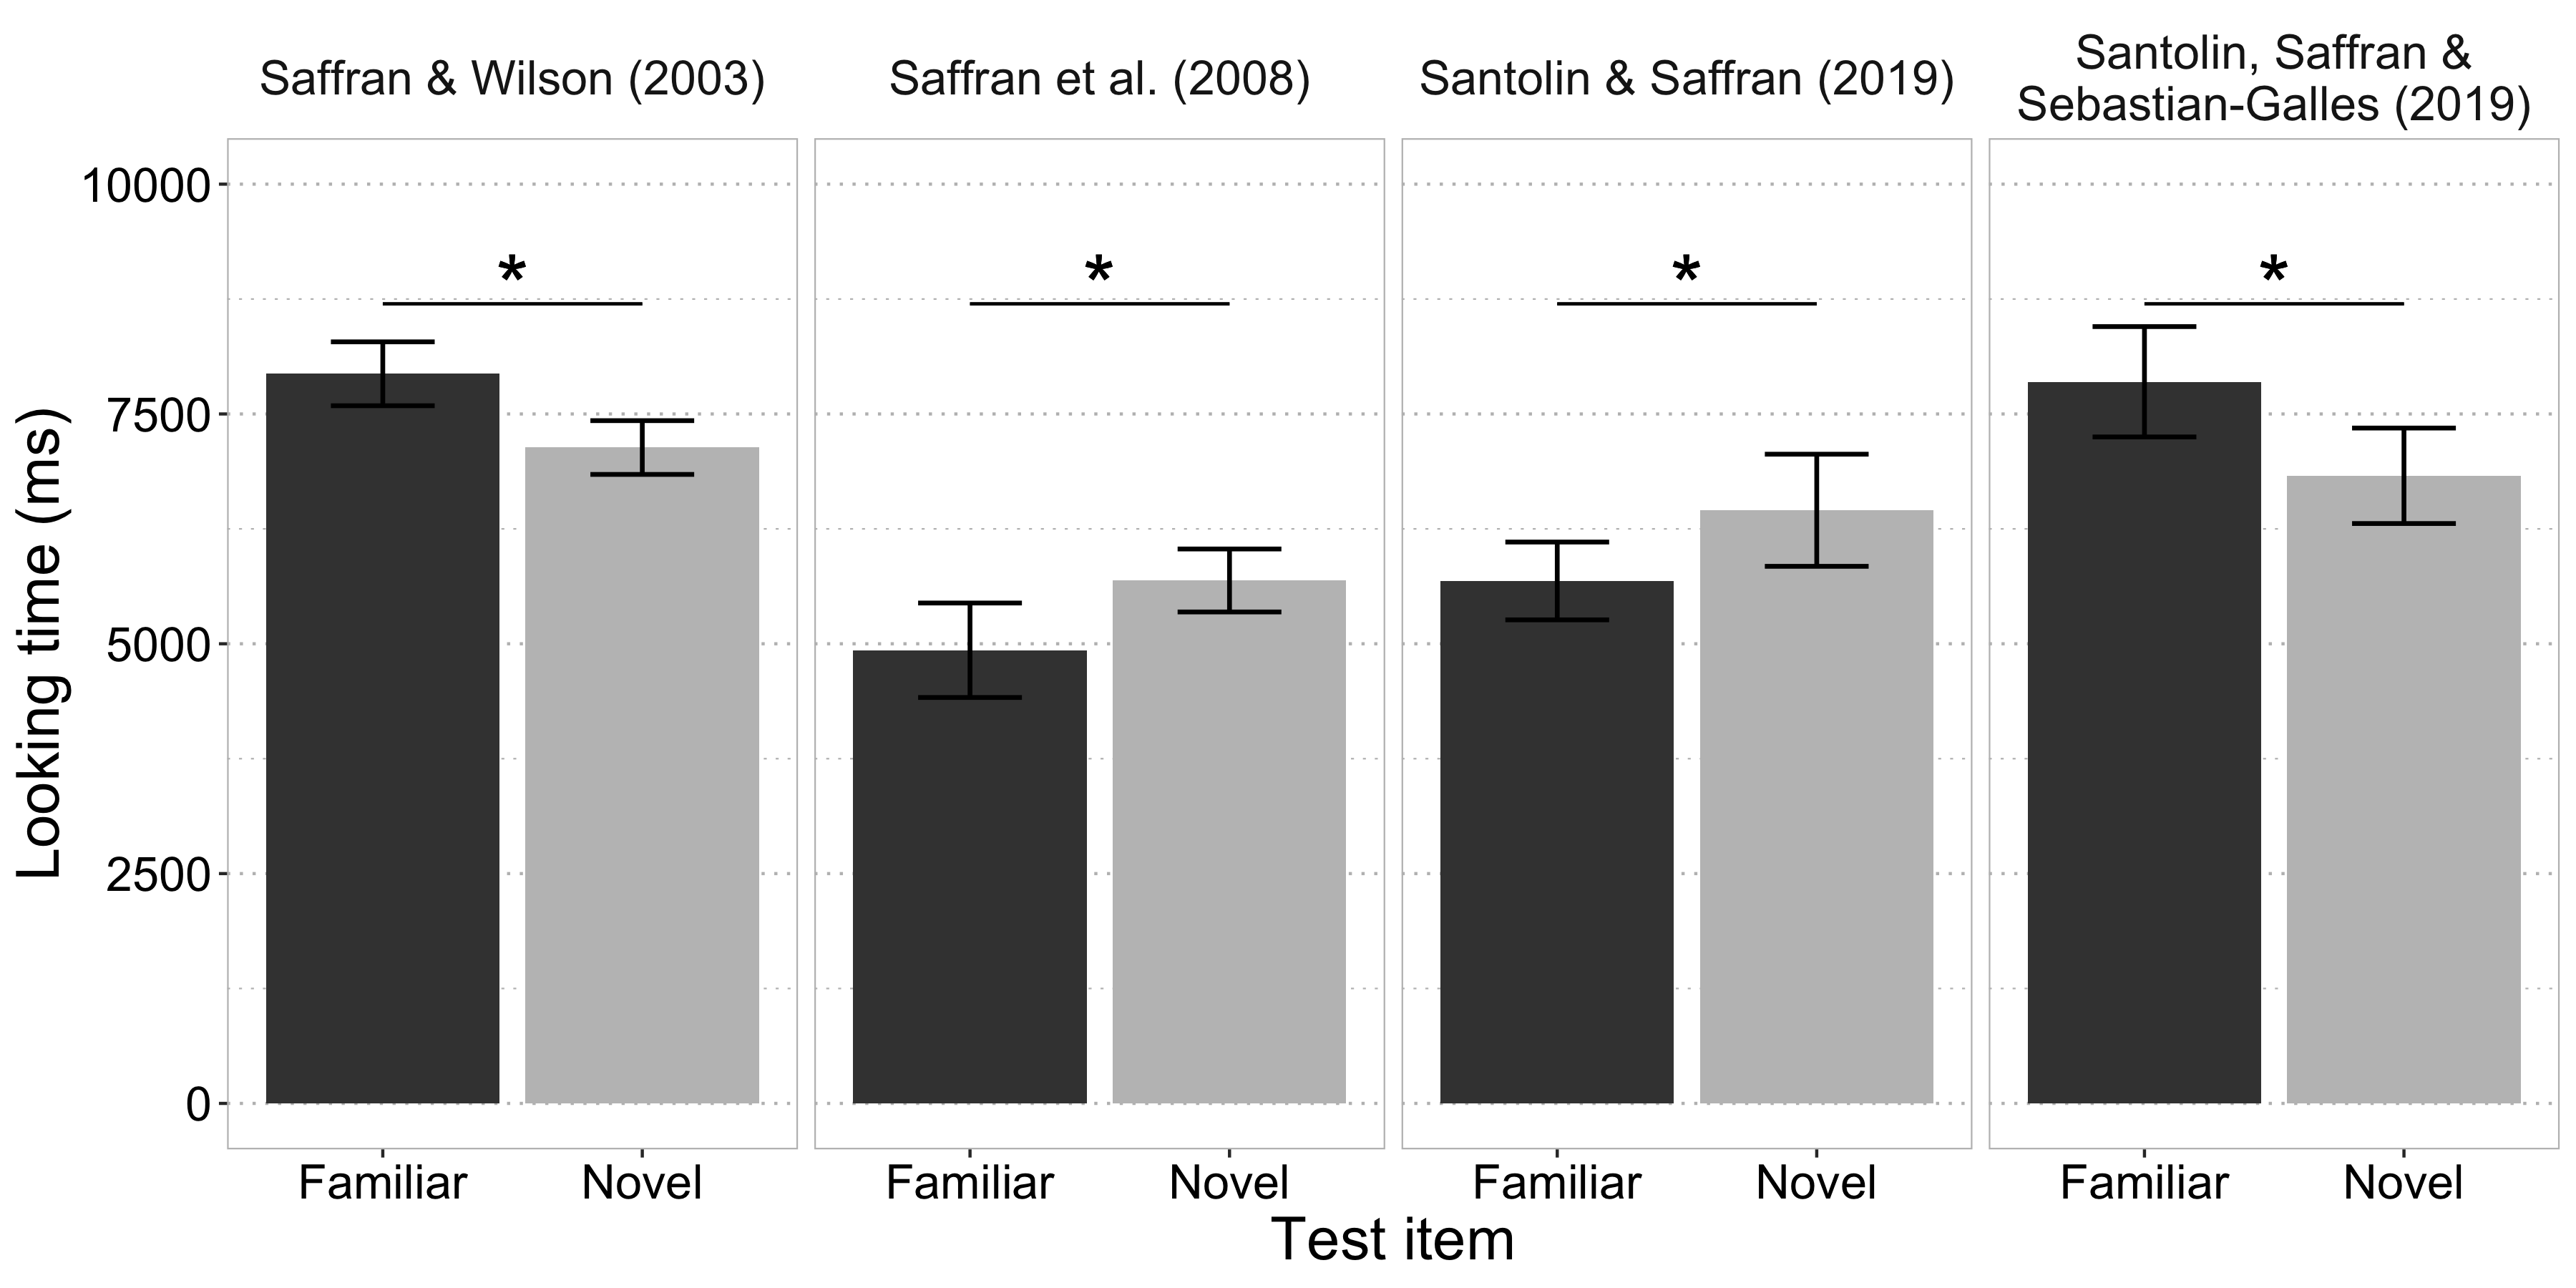 Saffran & Wilson (2003)
Saffran et al. (2008)
Santolin & Saffran (2019)
Santolin, Saffran &
Sebastian-Galles (2019)
Looking time (ms)
10000
7500
5000
2500
0
*
*
*
*
Familiar
Novel
Familiar
Novel
Familiar
Novel
Familiar
Novel
Test item